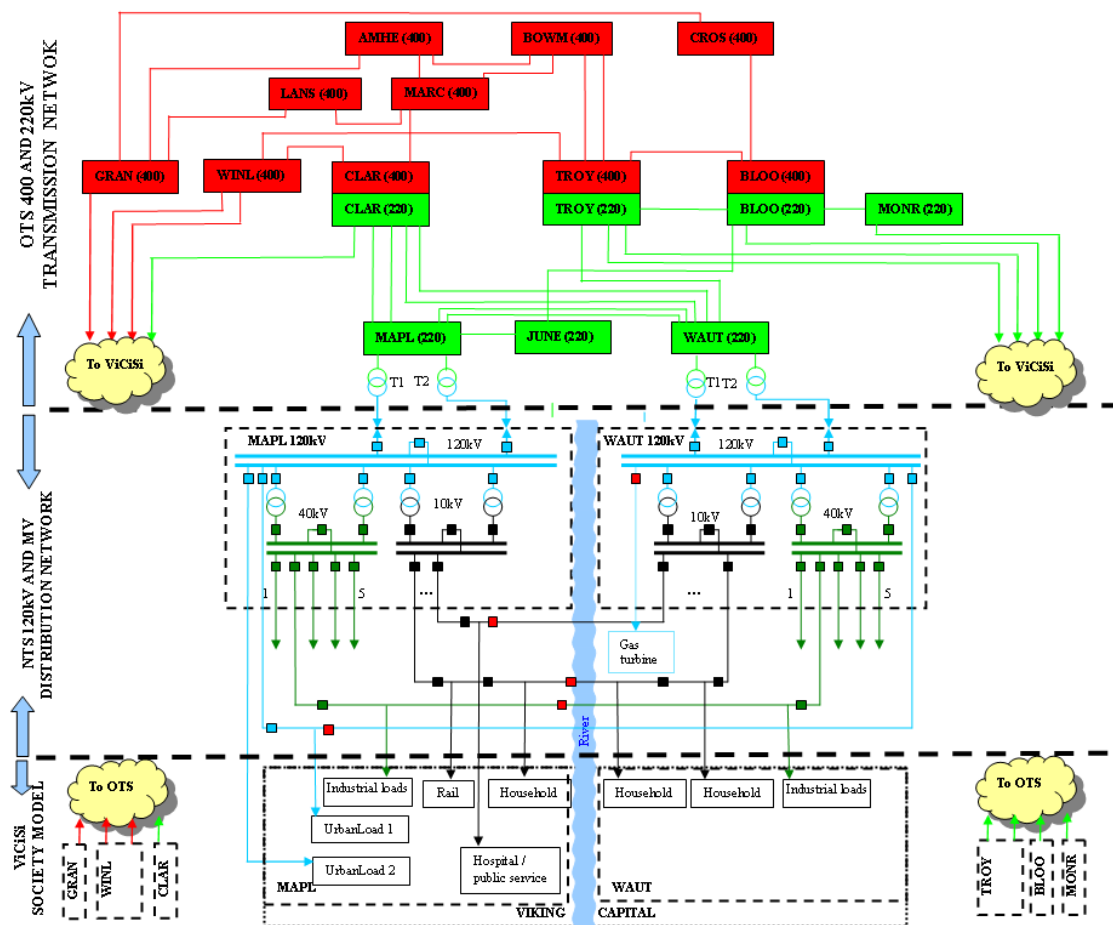 OTS 400 AND 220kV
TRANSMISSION NETWOK
AMHE (400)
BOWM (400)
CROS (400)
LANS (400)
MARC (400)
GRAN (400)
WINL (400)
CLAR (400)
TROY (400)
BLOO (400)
CLAR (220)
TROY (220)
BLOO (220)
MONR (220)
MAPL (220)
JUNE (220)
WAUT (220)
To ViCiSi
To ViCiSi
T1
T2
T1
T2
NTS 120kV AND MV
DISTRIBUTION NETWORK
MAPL 120kV
120kV
WAUT 120kV
120kV
40kV
10kV
10kV
40kV
1
5
...
...
1
5
Gas
turbine
River
ViCiSi
SOCIETY MODEL
To OTS
To OTS
Industrial loads
Rail
Household
Household
Household
Industrial loads
UrbanLoad 1
UrbanLoad 2
Hospital /
public service
MAPL
WAUT
VIKING
CAPITAL
GRAN
WINL
CLAR
TROY
BLOO
MONR